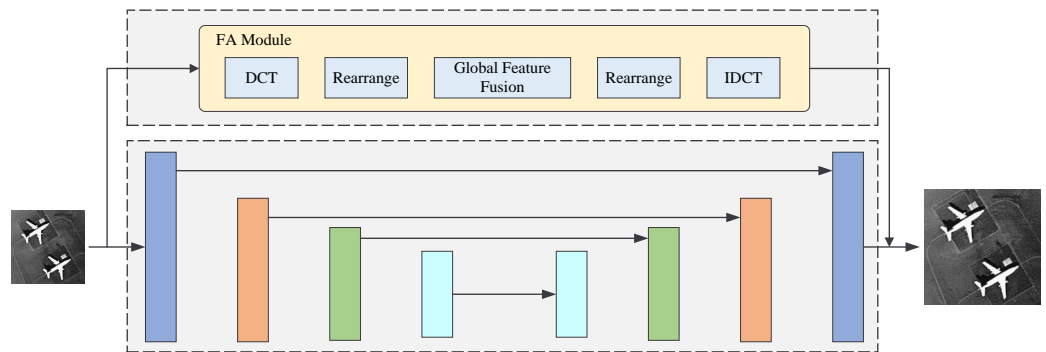 FA Module
DCT
Rearrange
Global Feature
Fusion
Rearrange
IDCT